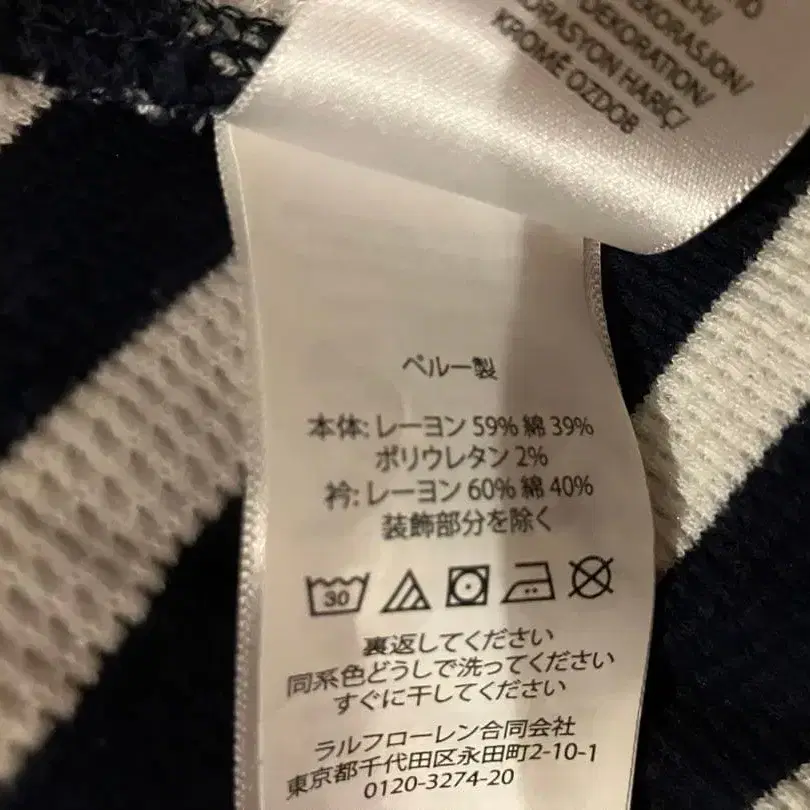 DEKORASJON/
DEKORATION/
DEKORASYON HARİÇ/
KROMĚ OZDOB
ペルー製
本体: レーヨン 59% 綿 39%
ポリウレタン 2%
衿: レーヨン 60% 綿 40%
装飾部分を除く
30
裏返してください
同系色どうしで洗ってください
すぐに干してください
ラルフローレン合同会社
東京都千代田区永田町2-10-1
0120-3274-20